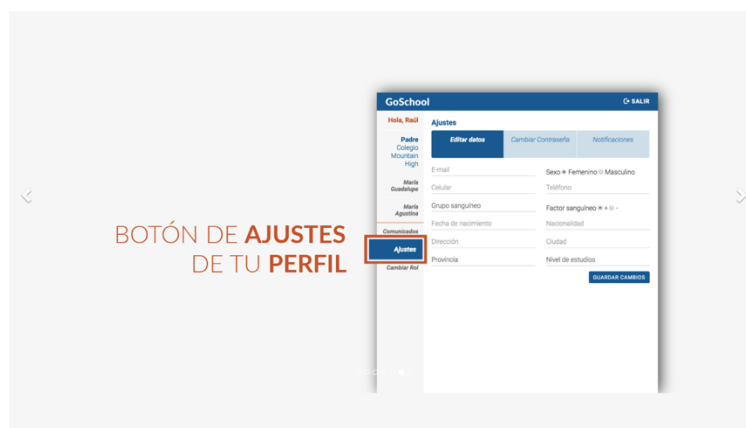 BOTÓN DE AJUSTES
DE TU PERFIL
GoSchool
SALIR
Hola, Raúl
Padre
Colegio
Mountain
High
María
Guadalupe
María
Agustina
Comunicados
Ajustes
Cambiar Rol
Ajustes
Editar datos
Cambiar Contraseña
Notificaciones
E-mail
Sexo Femenino Masculino
Celular
Teléfono
Grupo sanguíneo
Factor sanguíneo + -
Fecha de nacimiento
Nacionalidad
Dirección
Ciudad
Provincia
Nivel de estudios
GUARDAR CAMBIOS